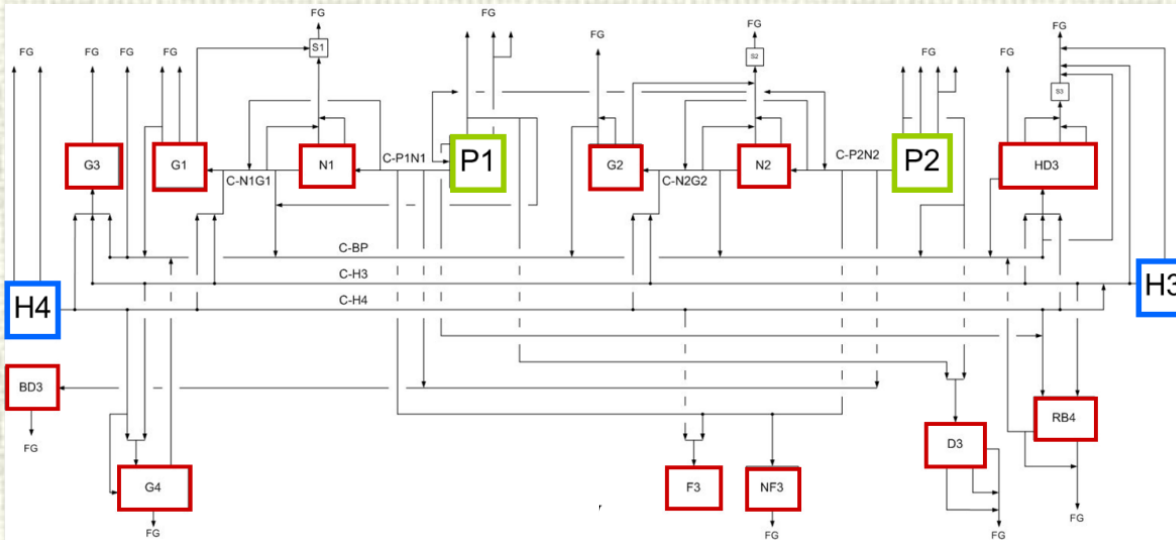 FG
FG
FG
FG
FG
FG
FG
FG
FG
FG
FG
S1
S2
S3
G3
G1
N1
C-P1N1
P1
G2
N2
C-P2N2
P2
HD3
C-N1G1
C-N2G2
C-BP
C-H3
C-H4
H4
H3
BD3
FG
RB4
D3
G4
F3
NF3
FG
FG
FG
FG